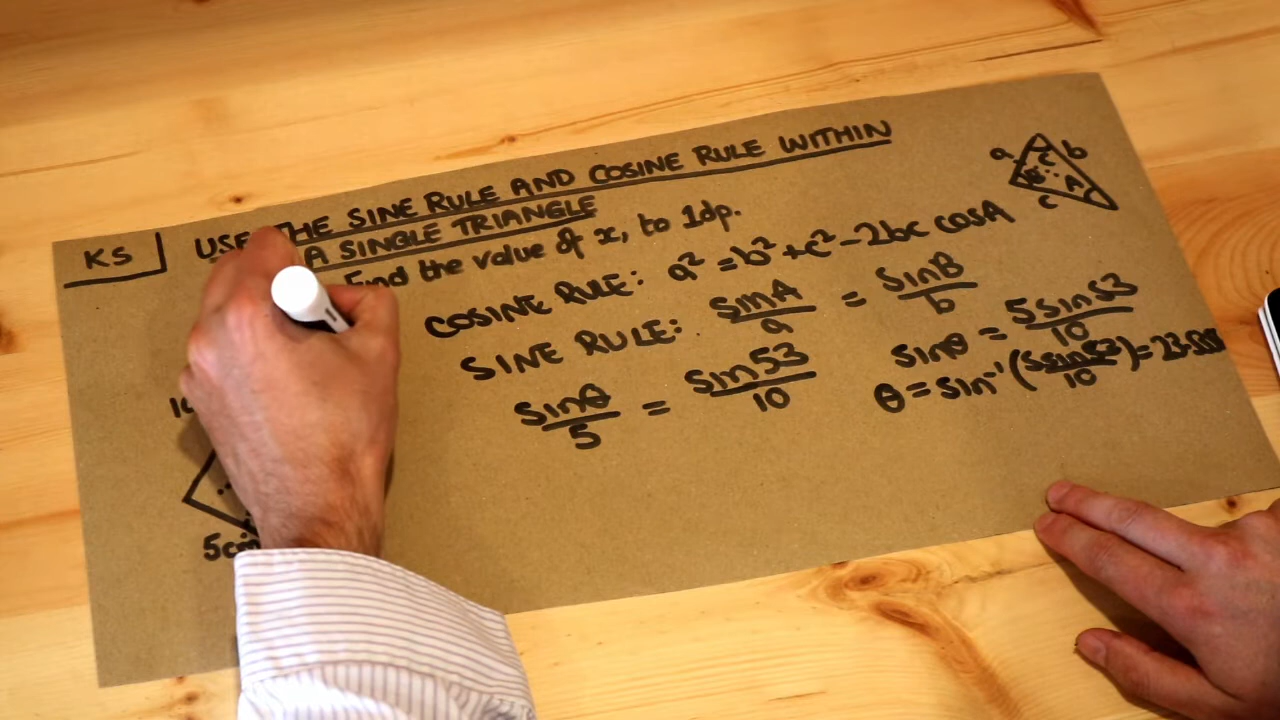 KS
USE THE SINE RULE AND COSINE RULE WITHIN
A SINGLE TRIANGLE
Find the value of x, to 1dp.
COSINE RULE: a² = b² + c² - 2bc cosA
SINE RULE: sinA/a = sinB/b
sinθ/5 = sin53/10
sinθ = 5sin53/10
θ = sin⁻¹(5sin53/10) = 23.5
a
b
c
C
A
5cm